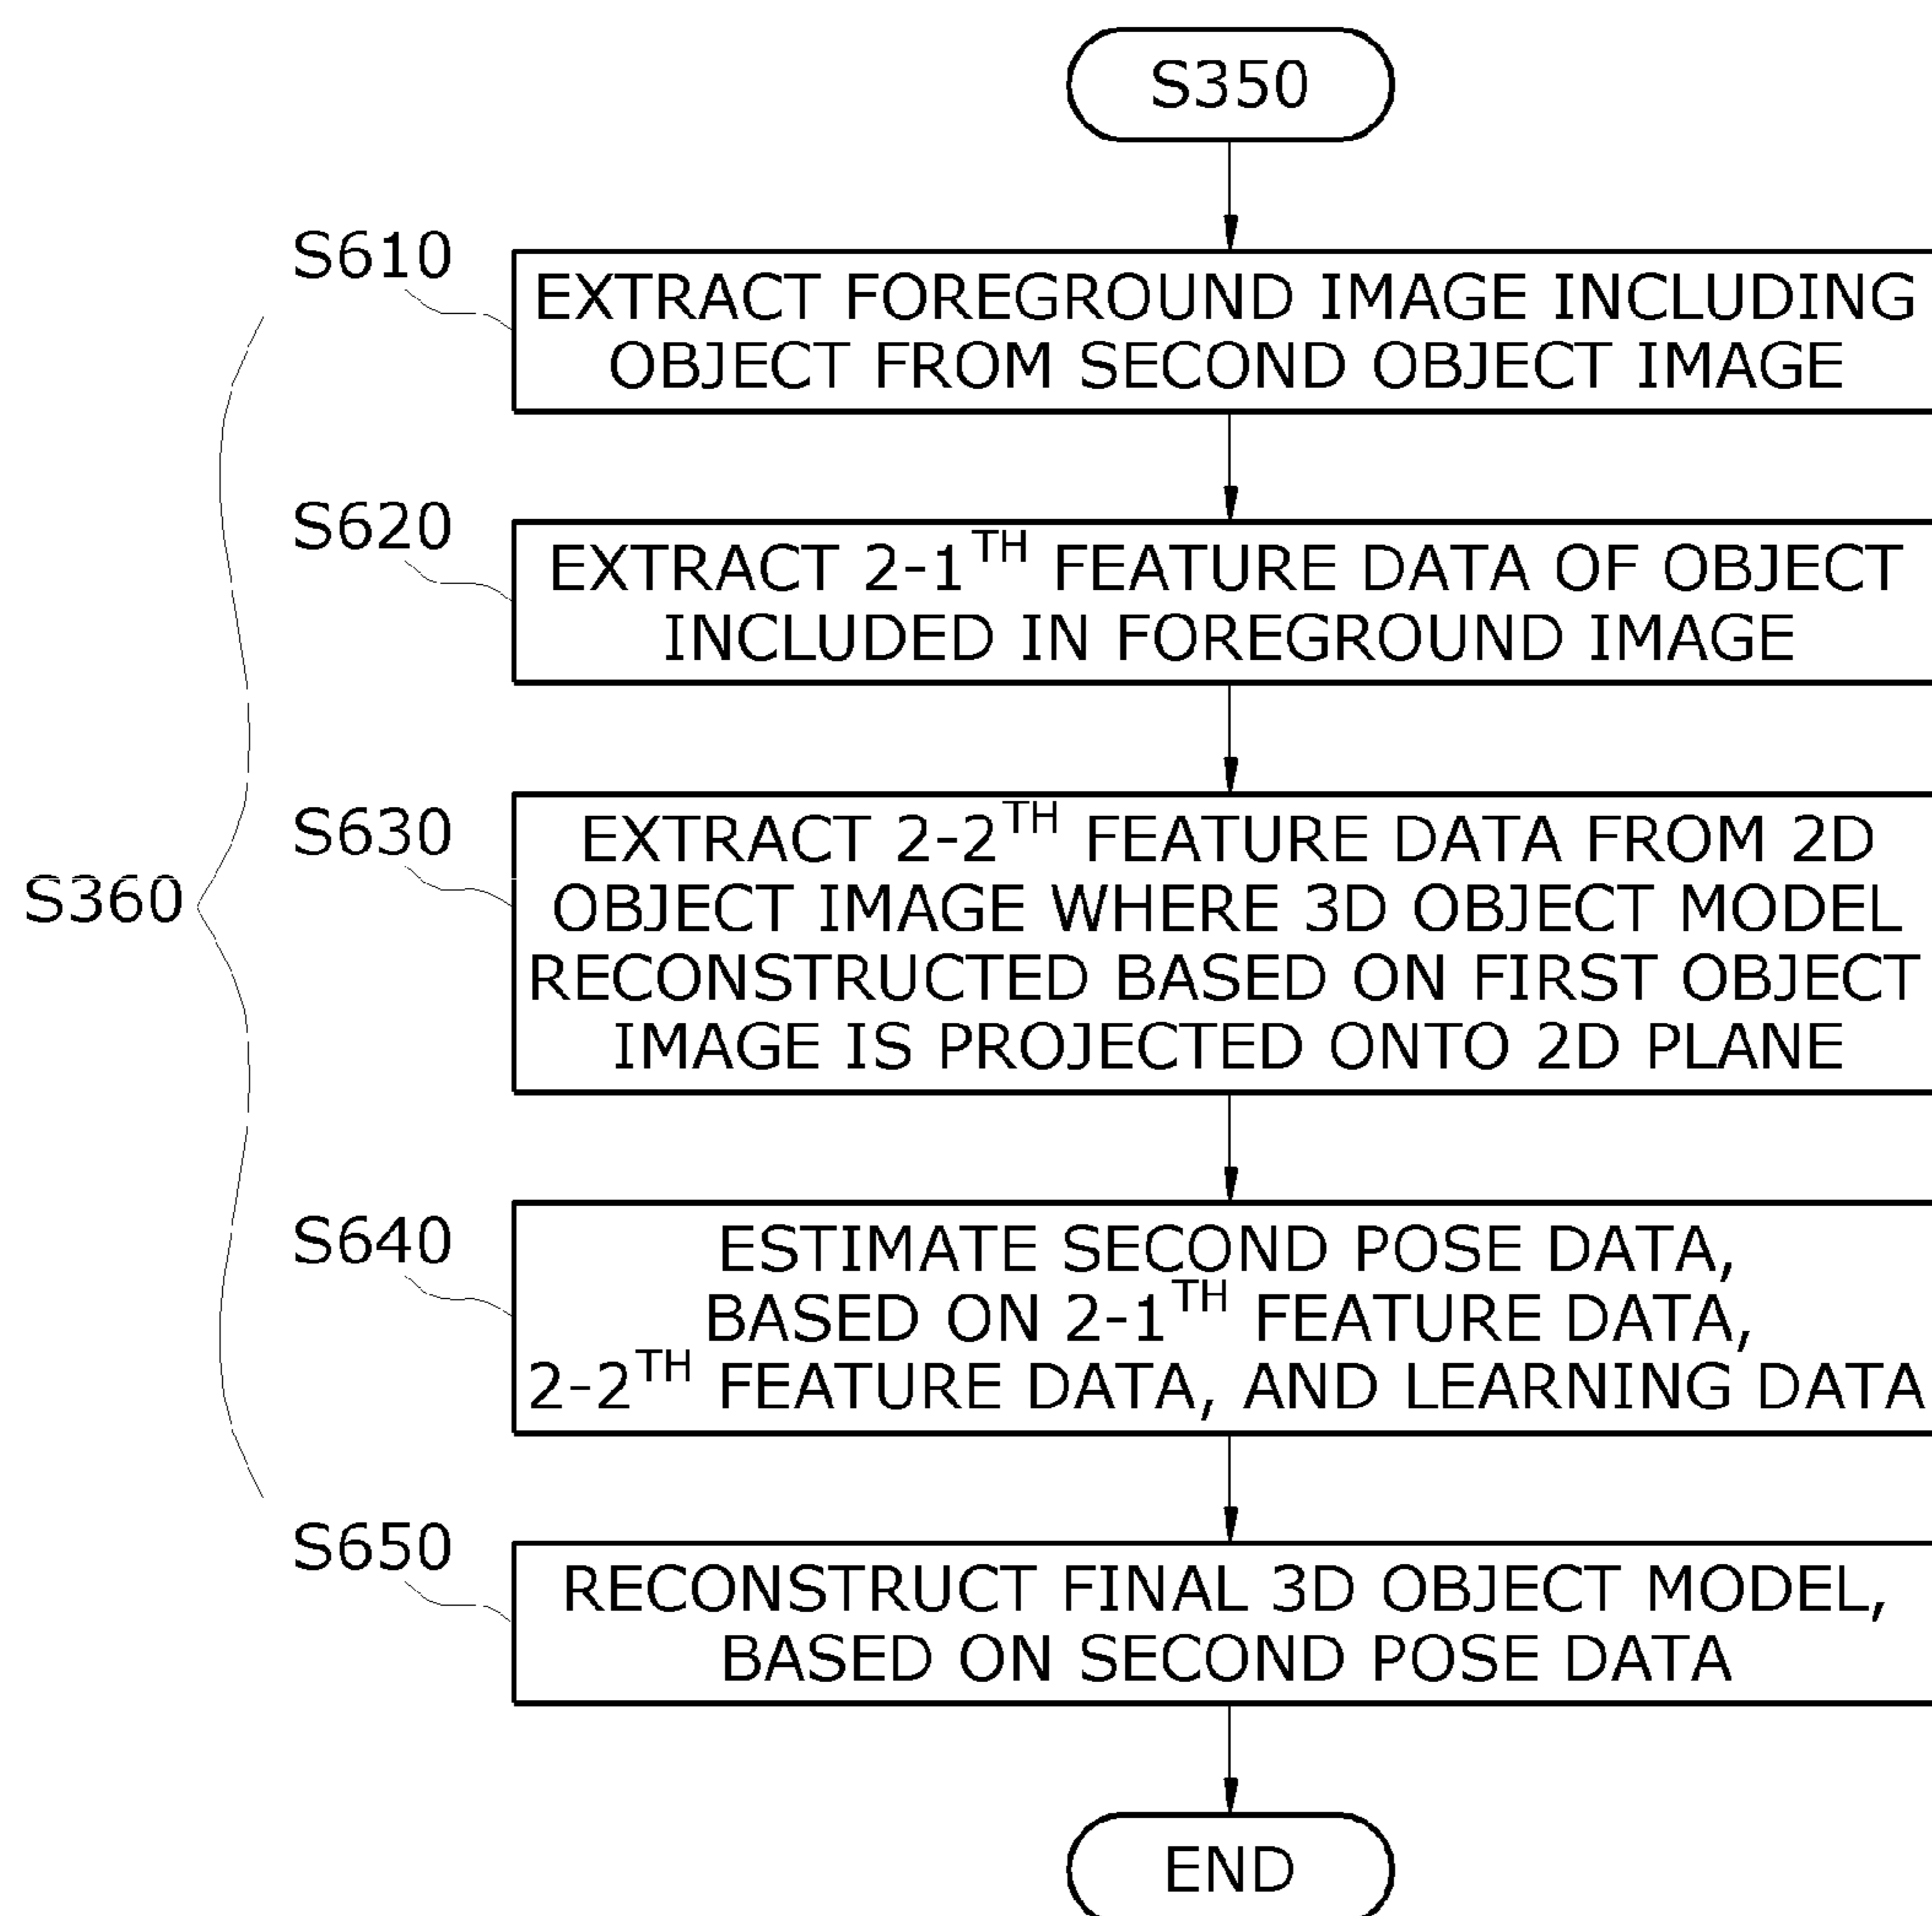 S350
S610
EXTRACT FOREGROUND IMAGE INCLUDING
OBJECT FROM SECOND OBJECT IMAGE
S620
EXTRACT 2-1TH FEATURE DATA OF OBJECT
INCLUDED IN FOREGROUND IMAGE
S630
EXTRACT 2-2TH FEATURE DATA FROM 2D
OBJECT IMAGE WHERE 3D OBJECT MODEL
RECONSTRUCTED BASED ON FIRST OBJECT
IMAGE IS PROJECTED ONTO 2D PLANE
S360
S640
ESTIMATE SECOND POSE DATA,
BASED ON 2-1TH FEATURE DATA,
2-2TH FEATURE DATA, AND LEARNING DATA
S650
RECONSTRUCT FINAL 3D OBJECT MODEL,
BASED ON SECOND POSE DATA
END